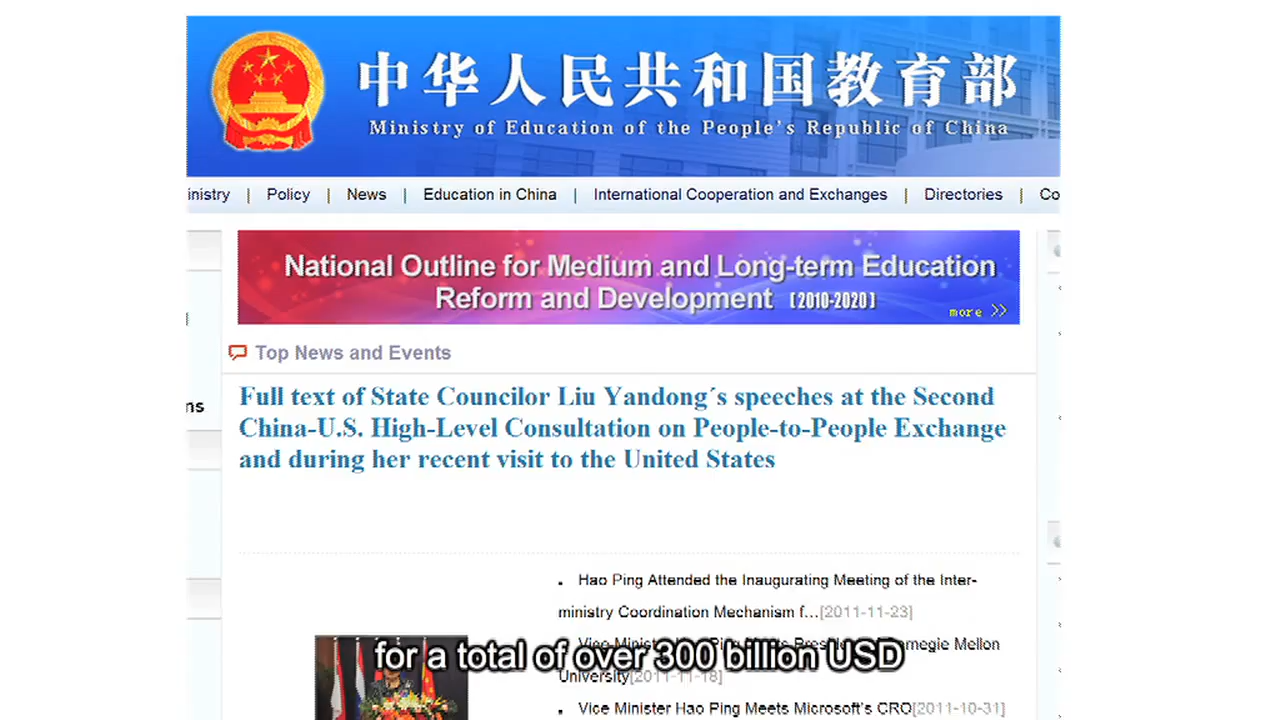 中华人民共和国教育部
Ministry of Education of the People's Republic of China
inistry | Policy | News | Education in China | International Cooperation and Exchanges | Directories | Co
National Outline for Medium and Long-term Education
Reform and Development [2010-2020]
more >>
Top News and Events
Full text of State Councilor Liu Yandong´s speeches at the Second
China-U.S. High-Level Consultation on People-to-People Exchange
and during her recent visit to the United States
ns
Hao Ping Attended the Inaugurating Meeting of the Inter-
ministry Coordination Mechanism f...[2011-11-23]
Vice Minist Ping Carnegie Mellon
for a total of over 300 billion USD
University[2011-11-18]
Vice Minister Hao Ping Meets Microsoft's CRO[2011-10-31]